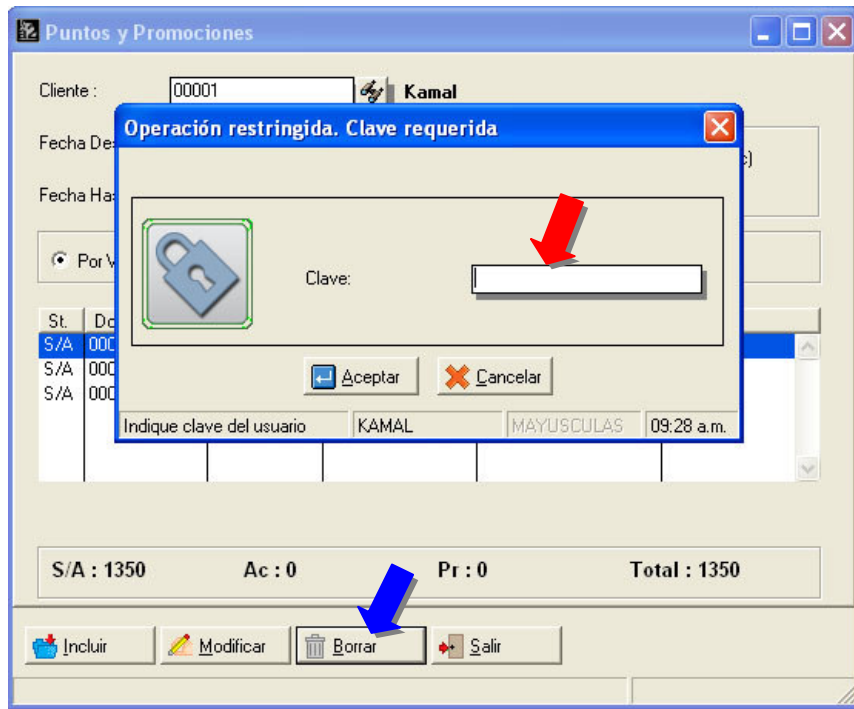 Puntos y Promociones
Cliente : 00001 Kamal
Operación restringida. Clave requerida
Fecha De
Fecha Ha
Por V
Clave:
St. Do
S/A 000
S/A 000
S/A 000
Aceptar Cancelar
Indique clave del usuario KAMAL MAYUSCULAS 09:28 a.m.
S/A : 1350 Ac : 0 Pr : 0 Total : 1350
Incluir Modificar Borrar Salir